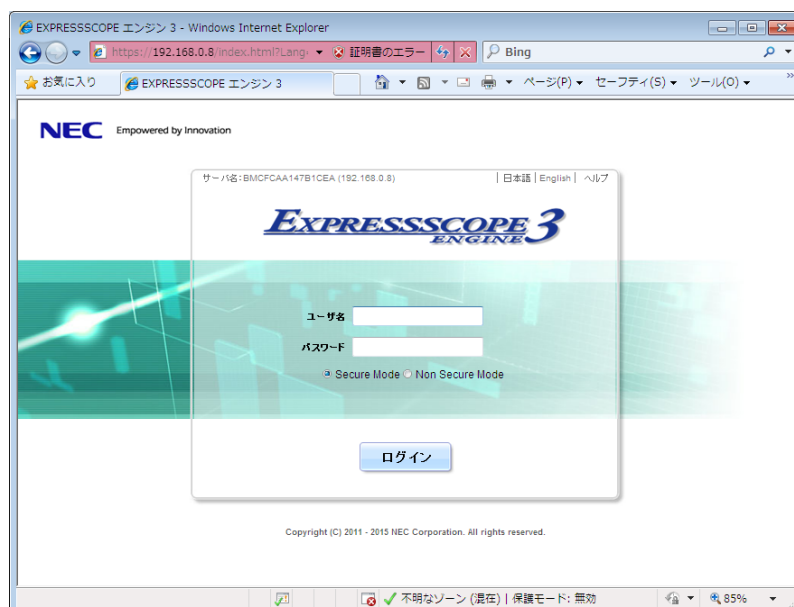 EXPRESSSCOPE エンジン 3 - Windows Internet Explorer
https://192.168.0.8/index.html?Lang- 証明書のエラー Bing
お気に入り EXPRESSSCOPE エンジン 3 ページ(P) セーフティ(S) ツール(O) »
NEC Empowered by Innovation
サーバ名:BMCFCAA147B1CEA (192.168.0.8) | 日本語 | English | ヘルプ
EXPRESSSCOPE 3
ENGINE
ユーザ名
パスワード
Secure Mode Non Secure Mode
ログイン
Copyright (C) 2011 - 2015 NEC Corporation. All rights reserved.
不明なゾーン (混在) | 保護モード: 無効 85%